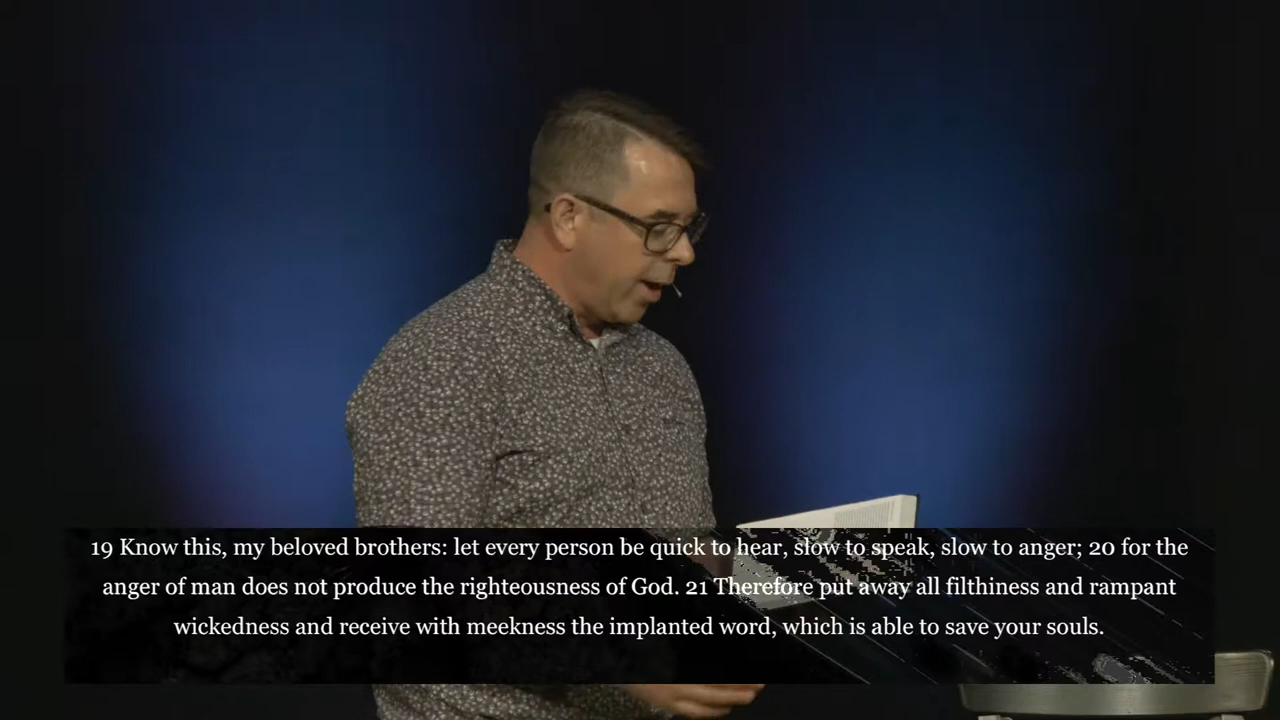 19 Know this, my beloved brothers: let every person be quick to hear, slow to speak, slow to anger; 20 for the
anger of man does not produce the righteousness of God. 21 Therefore put away all filthiness and rampant
wickedness and receive with meekness the implanted word, which is able to save your souls.